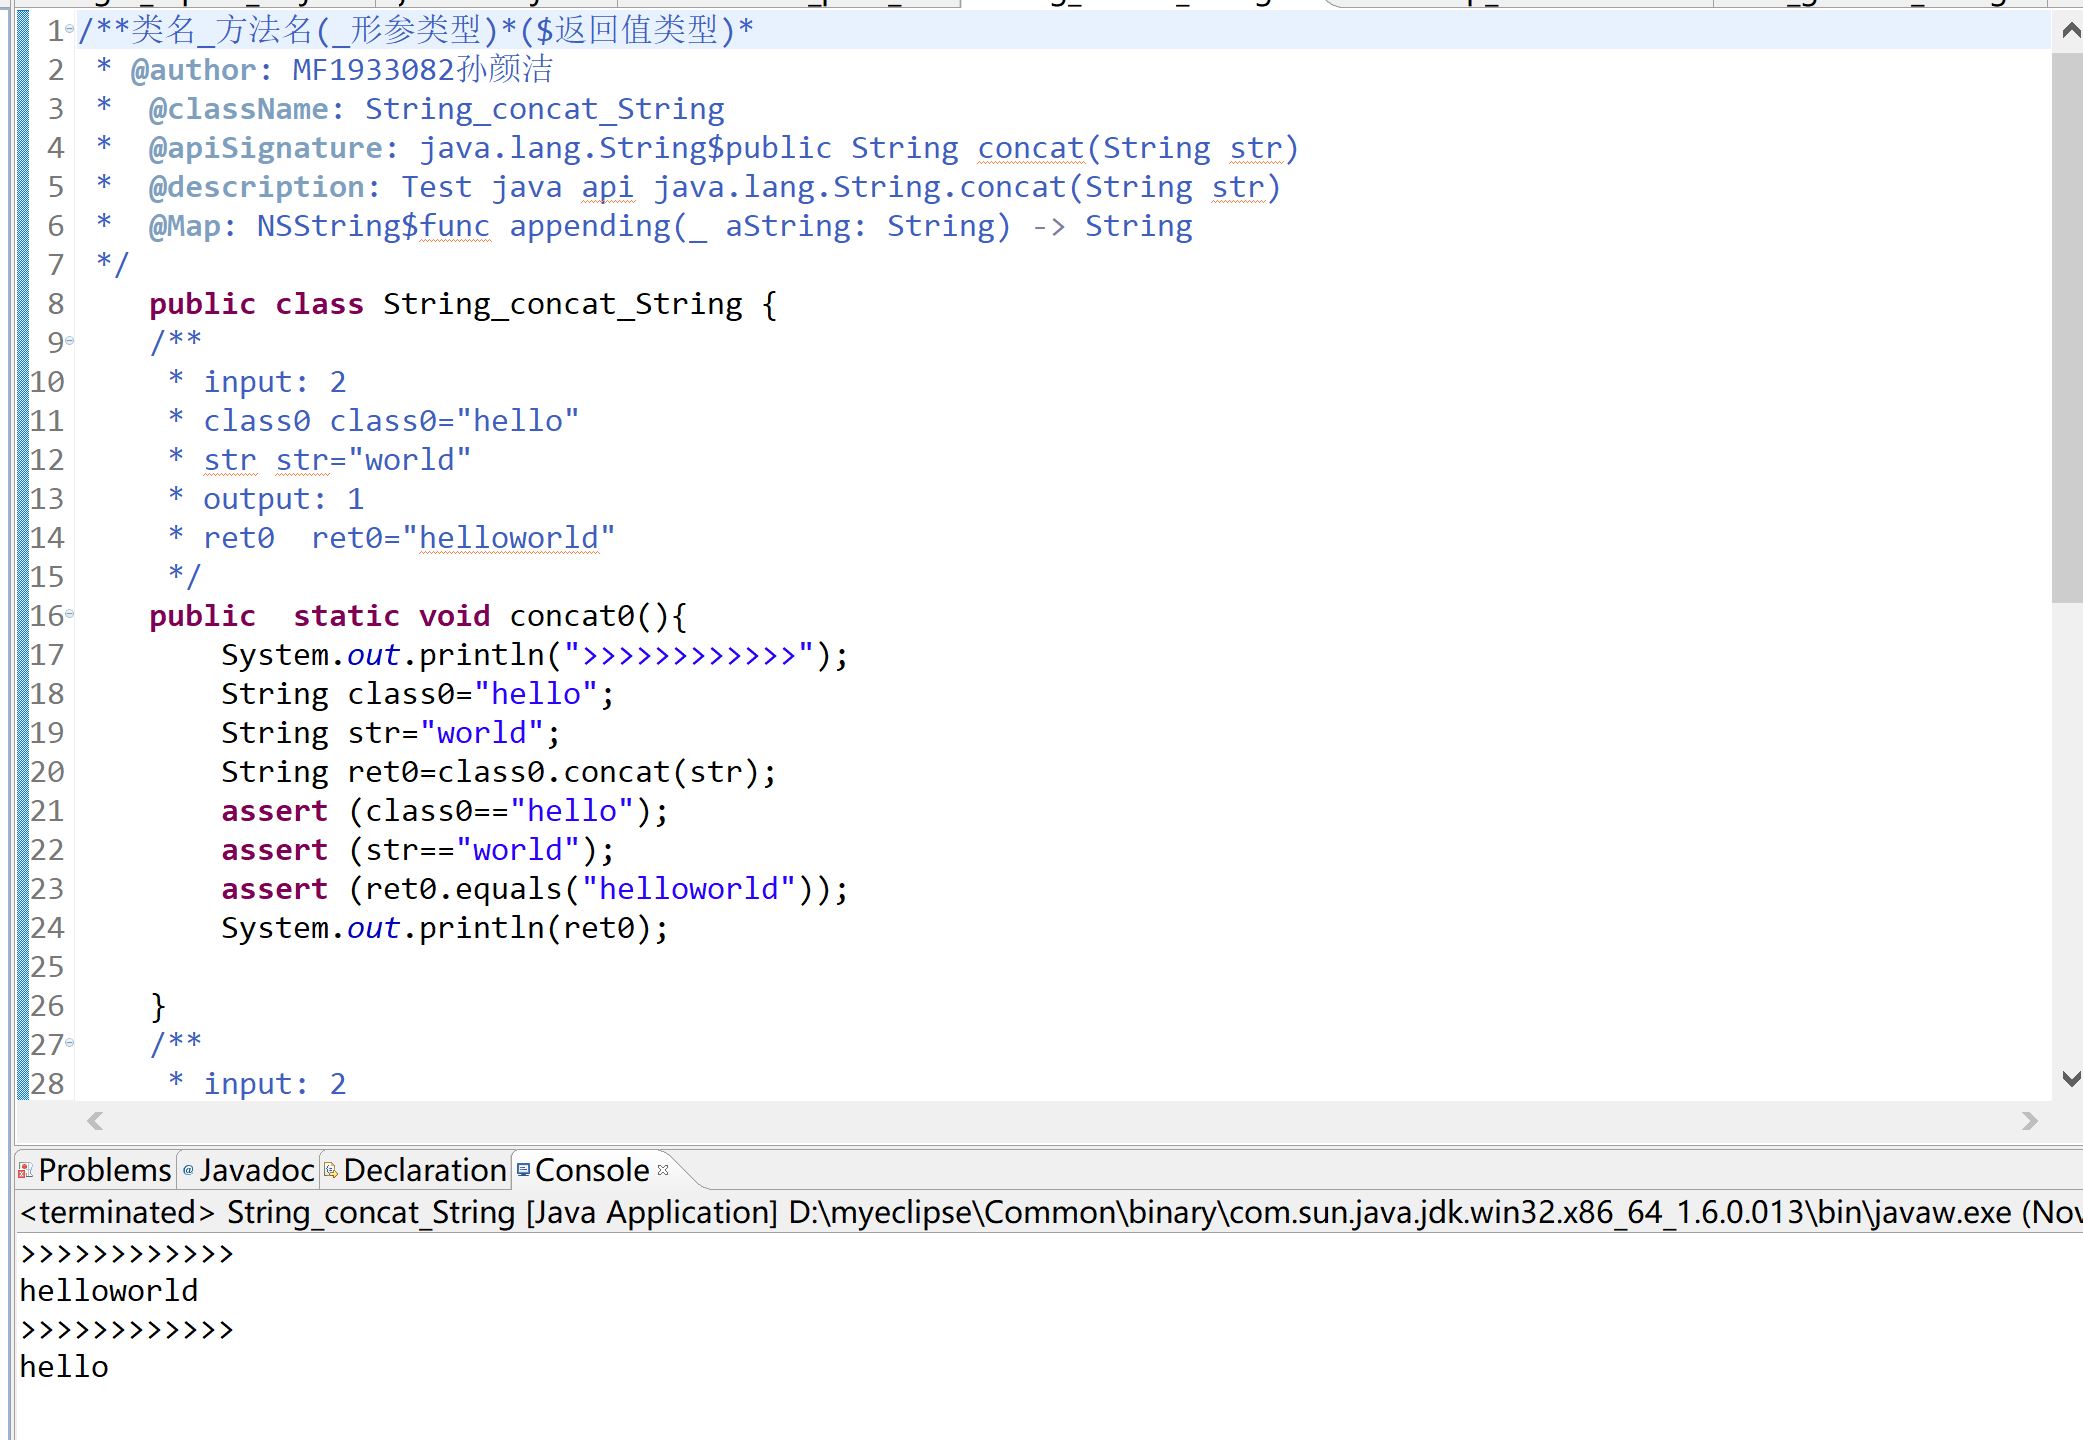 1 /**类名_方法名(_形参类型)*($返回值类型)*
2  * @author: MF1933082孙颜洁
3  *  @className: String_concat_String
4  *  @apiSignature: java.lang.String$public String concat(String str)
5  *  @description: Test java api java.lang.String.concat(String str)
6  *  @Map: NSString$func appending(_ aString: String) -> String
7  */
8     public class String_concat_String {
9     /**
10      * input: 2
11      * class0 class0="hello"
12      * str str="world"
13      * output: 1
14      * ret0  ret0="helloworld"
15      */
16     public  static void concat0(){
17         System.out.println(">>>>>>>>>>>>");
18         String class0="hello";
19         String str="world";
20         String ret0=class0.concat(str);
21         assert (class0=="hello");
22         assert (str=="world");
23         assert (ret0.equals("helloworld"));
24         System.out.println(ret0);
25
26     }
27     /**
28      * input: 2
Problems @ Javadoc Declaration Console
<terminated> String_concat_String [Java Application] D:\myeclipse\Common\binary\com.sun.java.jdk.win32.x86_64_1.6.0.013\bin\javaw.exe (Nov
>>>>>>>>>>>>
helloworld
>>>>>>>>>>>>
hello